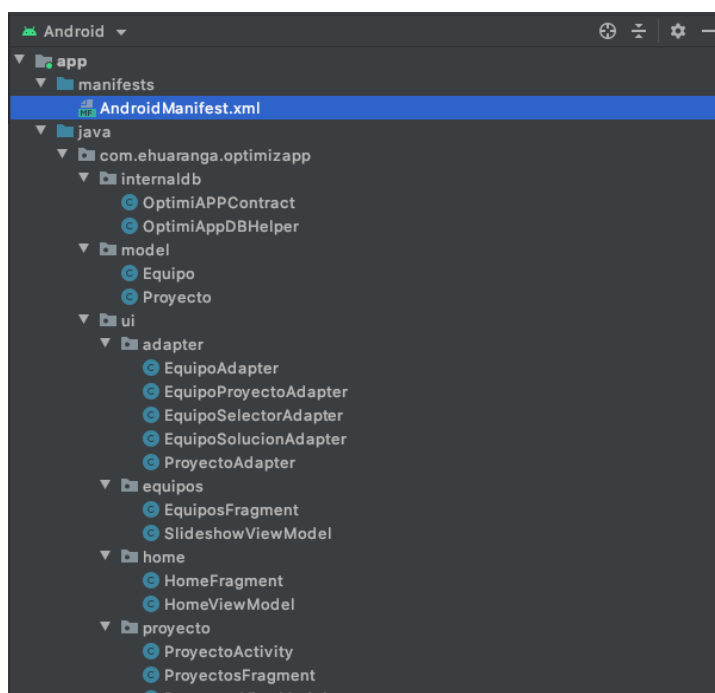 Android
app
manifests
AndroidManifest.xml
java
com.ehuaranga.optimizapp
internaldb
OptimiAPPContract
OptimiAppDBHelper
model
Equipo
Proyecto
ui
adapter
EquipoAdapter
EquipoProyectoAdapter
EquipoSelectorAdapter
EquipoSolucionAdapter
ProyectoAdapter
equipos
EquiposFragment
SlideshowViewModel
home
HomeFragment
HomeViewModel
proyecto
ProyectoActivity
ProyectosFragment